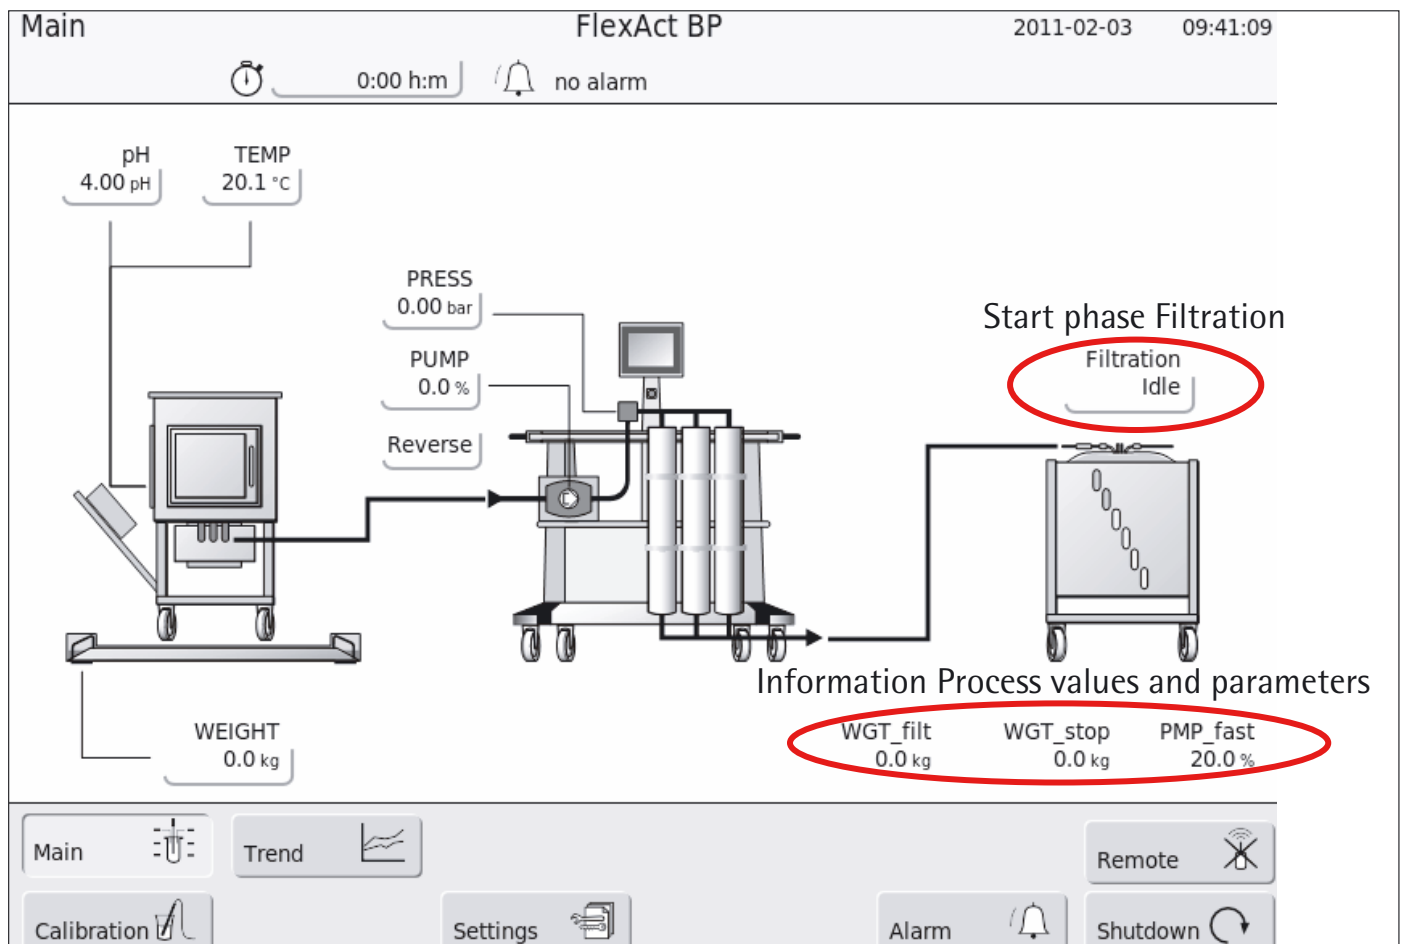 Main FlexAct BP 2011-02-03 09:41:09
0:00 h:m no alarm
pH TEMP
4.00 pH 20.1 °C
PRESS
0.00 bar
Start phase Filtration
PUMP
0.0 %
Filtration
Idle
Reverse
Information Process values and parameters
WEIGHT
0.0 kg
WGT_filt WGT_stop PMP_fast
0.0 kg 0.0 kg 20.0 %
Main Trend Remote
Calibration Settings Alarm Shutdown